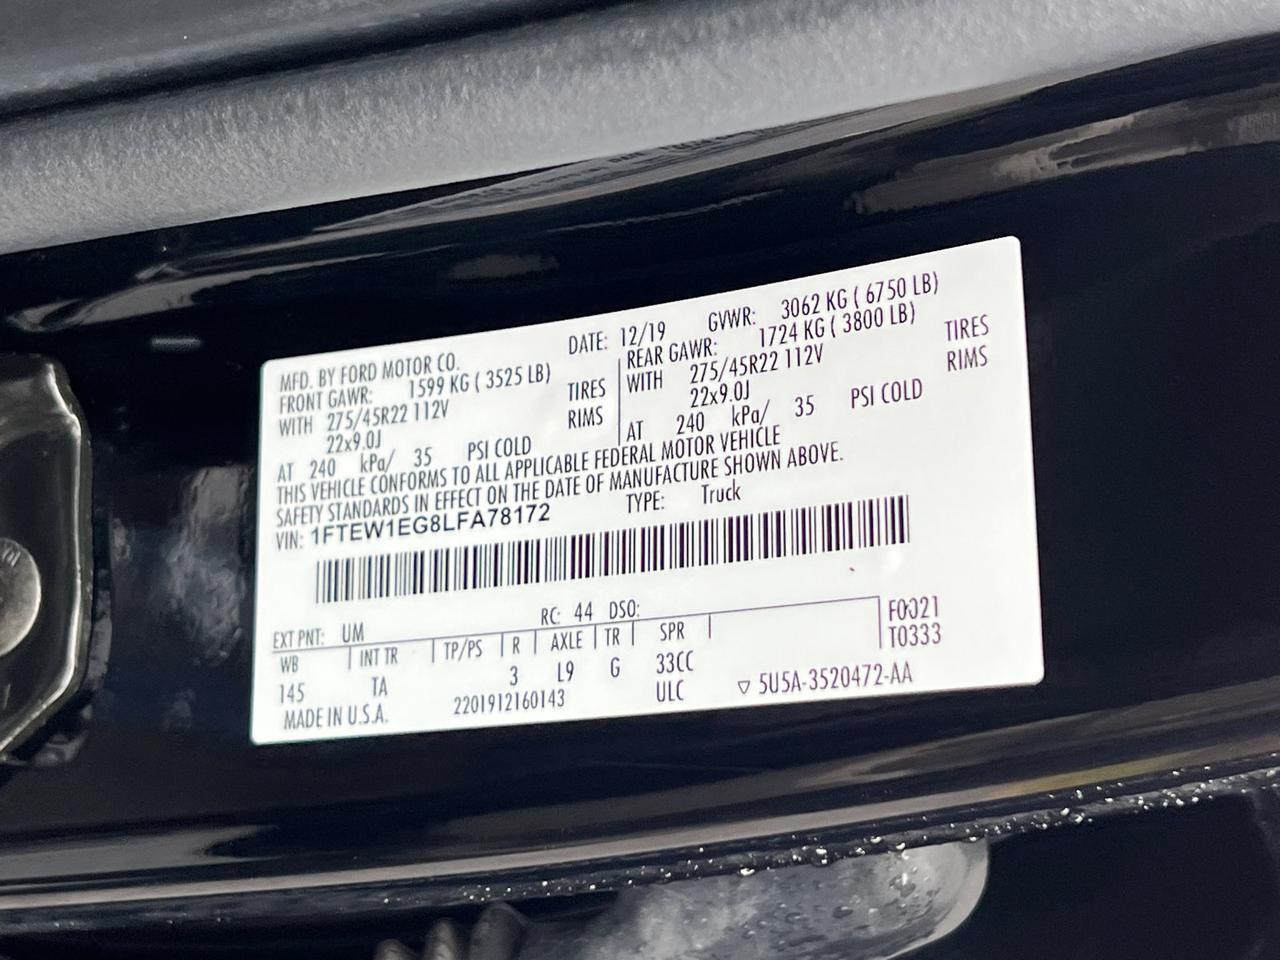 MFD. BY FORD MOTOR CO. DATE: 12/19 GVWR: 3062 KG ( 6750 LB)
FRONT GAWR: 1599 KG ( 3525 LB) REAR GAWR: 1724 KG ( 3800 LB)
WITH 275/45R22 112V TIRES WITH 275/45R22 112V TIRES
22x9.0J RIMS 22x9.0J RIMS
AT 240 kPa/ 35 PSI COLD AT 240 kPa/ 35 PSI COLD
THIS VEHICLE CONFORMS TO ALL APPLICABLE FEDERAL MOTOR VEHICLE
SAFETY STANDARDS IN EFFECT ON THE DATE OF MANUFACTURE SHOWN ABOVE.
VIN: 1FTEW1EG8LFA78172 TYPE: Truck
EXT PNT: UM RC: 44 DSO: F0021
WB INT TR TP/PS R AXLE TR SPR T0333
145 TA 3 L9 G 33CC
MADE IN U.S.A. 2201912160143 ULC ▽ 5U5A-3520472-AA